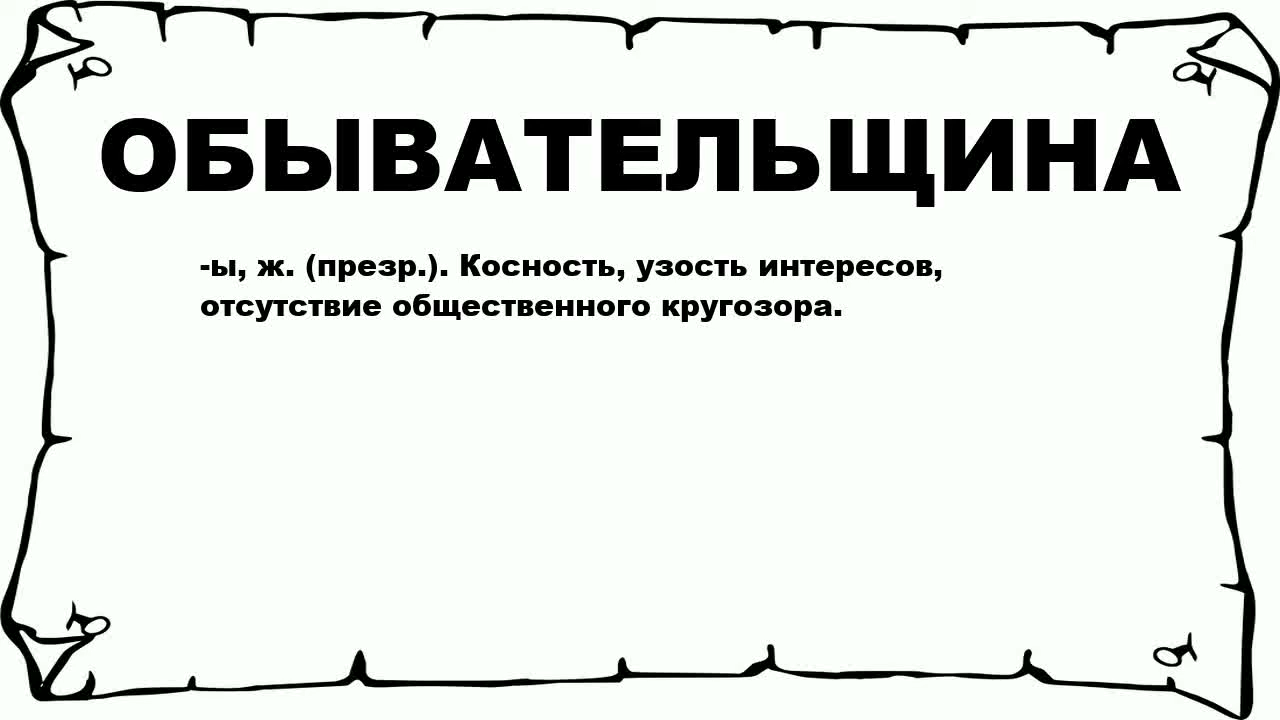 ОБЫВАТЕЛЬЩИНА
-ы, ж. (презр.). Косность, узость интересов,
отсутствие общественного кругозора.